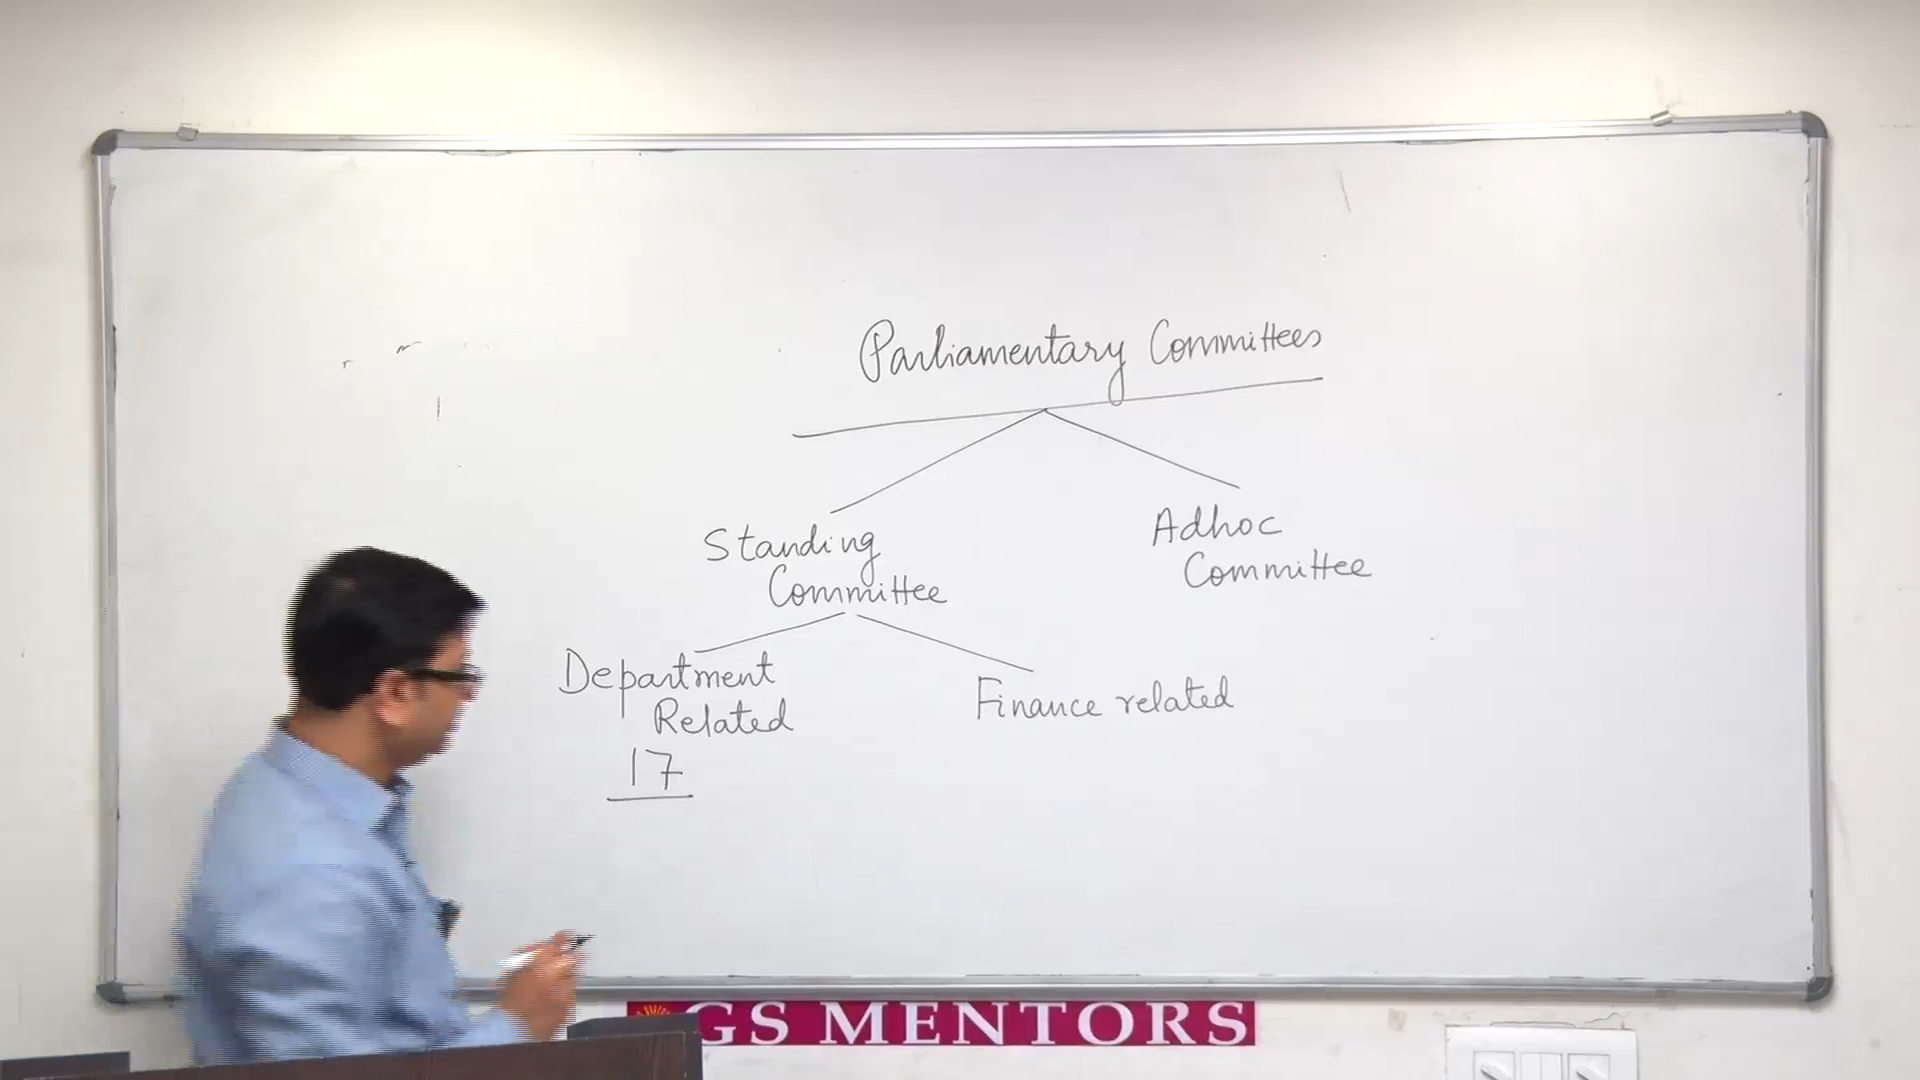 Parliamentary Committees
Standing
Committee
Adhoc
Committee
Department
Related
17
Finance related
GS MENTORS